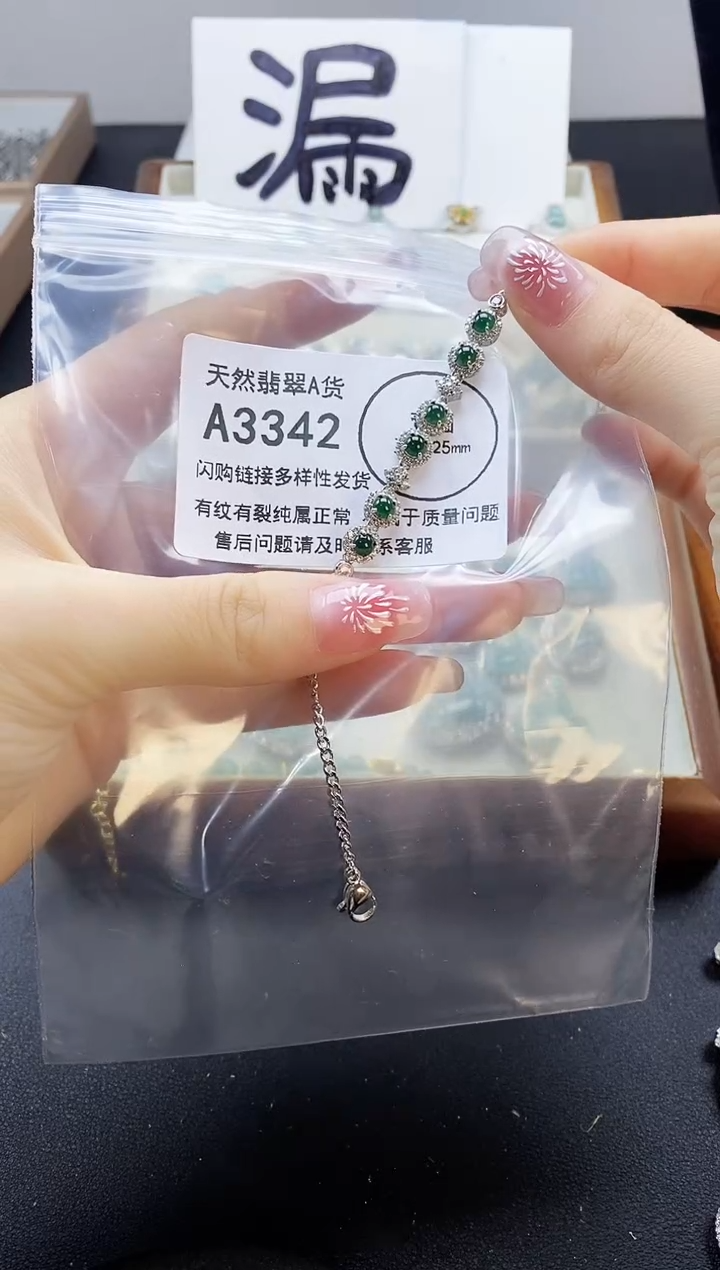 漏
天然翡翠A货
A3342
25mm
闪购链接多样性发货
有纹有裂纯属正常 于质量问题
售后问题请及 系客服